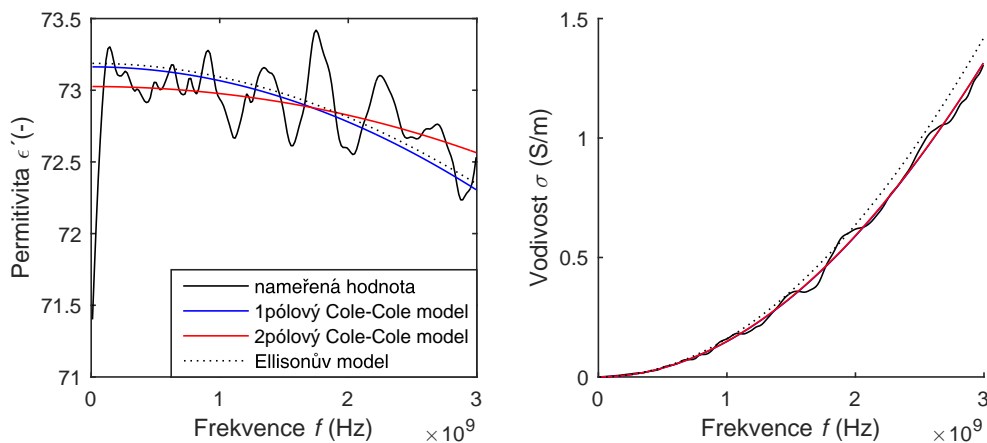 73.5
73
72.5
72
71.5
71
Permitivita ϵ´(-)
nameřená hodnota
1pólový Cole-Cole model
2pólový Cole-Cole model
Ellisonův model
0 1 2 3
Frekvence f (Hz) ×10⁹
1.5
1
0.5
0
Vodivost σ (S/m)
0 1 2 3
Frekvence f (Hz) ×10⁹